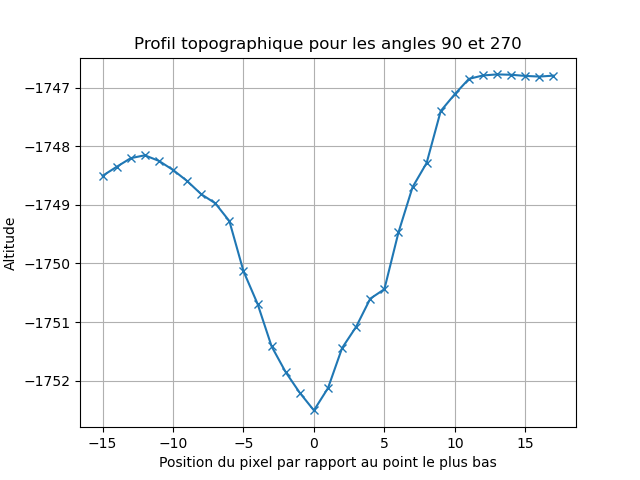 Profil topographique pour les angles 90 et 270
−1747
−1748
−1749
−1750
−1751
−1752
Altitude
−15 −10 −5 0 5 10 15
Position du pixel par rapport au point le plus bas